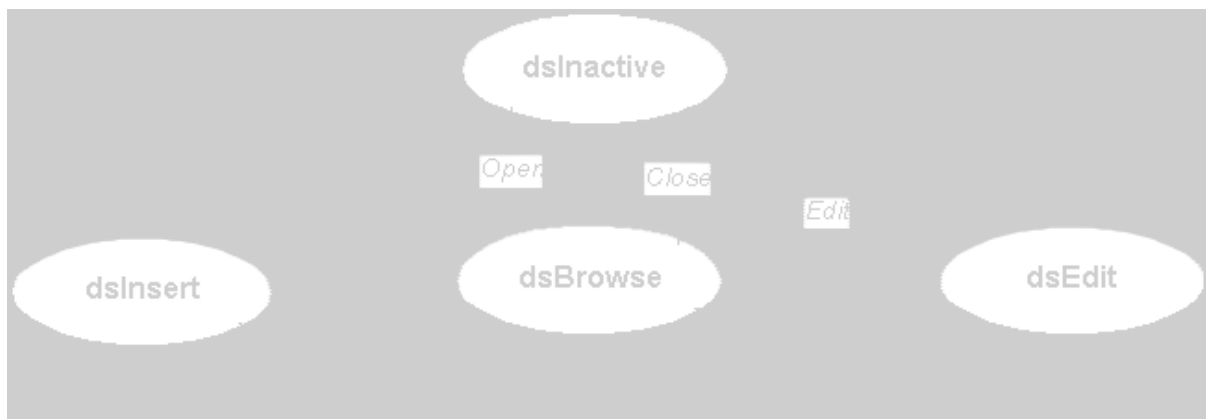 dsInactive
Open
Close
Edit
dsInsert
dsBrowse
dsEdit